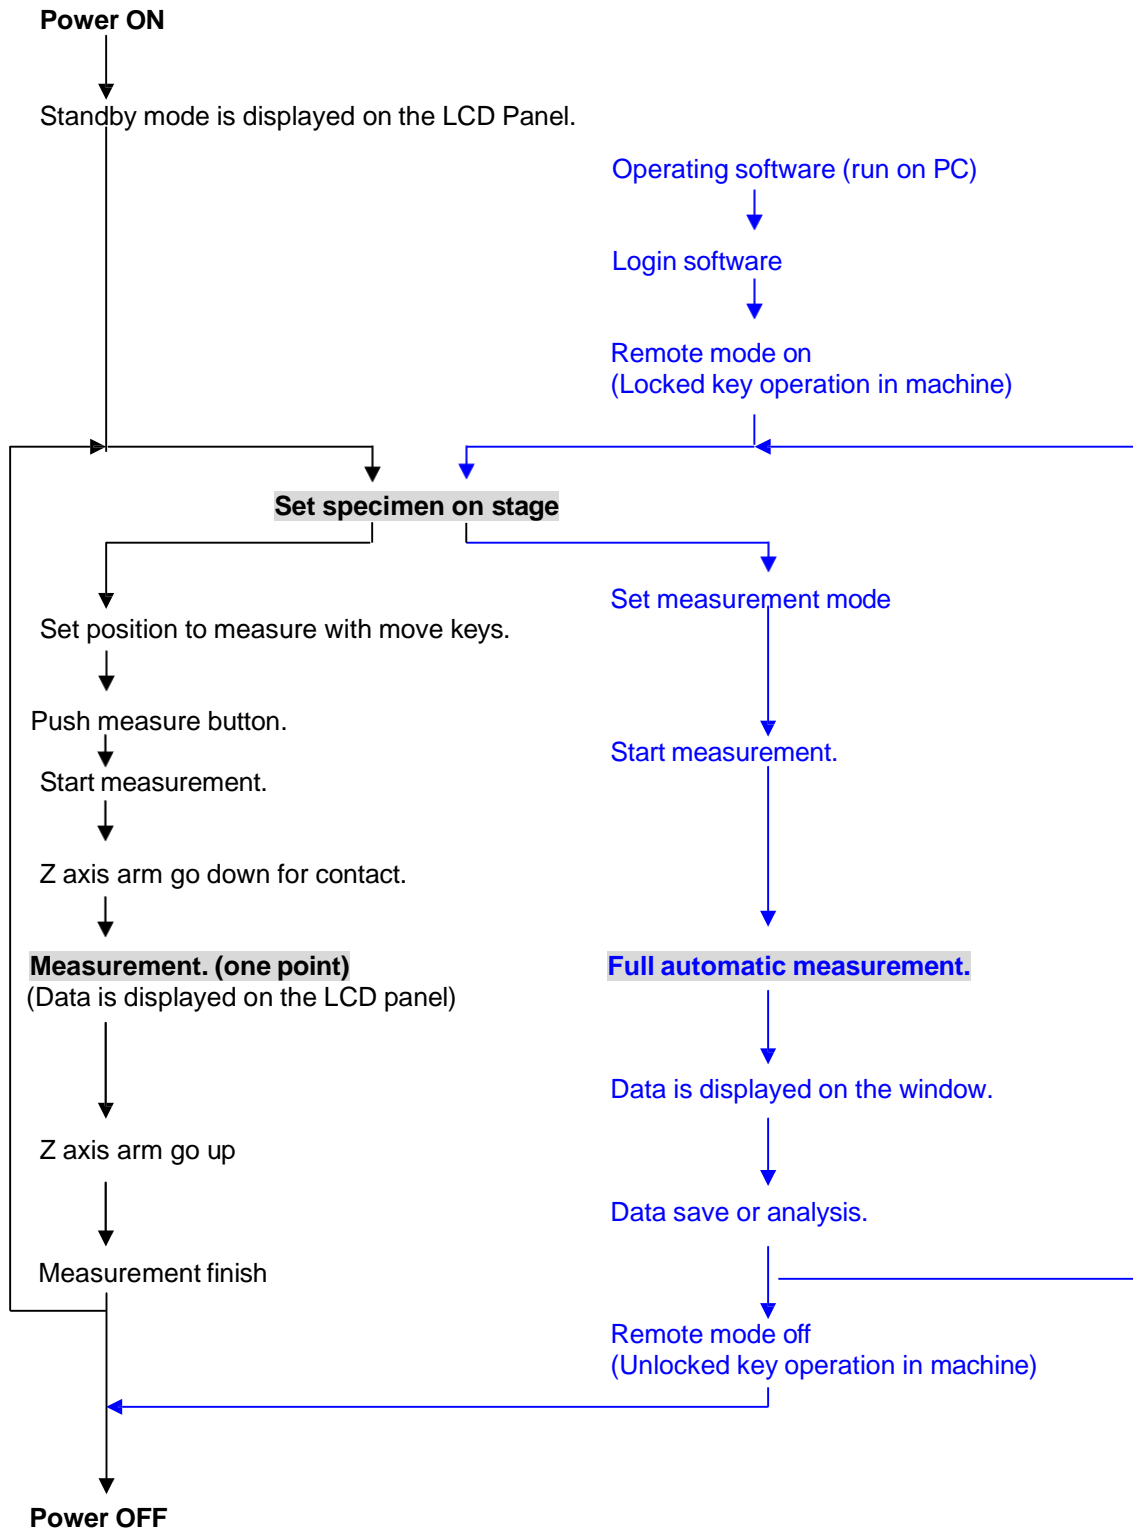 Power ON
Standby mode is displayed on the LCD Panel.
Operating software (run on PC)
Login software
Remote mode on
(Locked key operation in machine)
Set specimen on stage
Set position to measure with move keys.
Push measure button.
Start measurement.
Z axis arm go down for contact.
Measurement. (one point)
(Data is displayed on the LCD panel)
Z axis arm go up
Measurement finish
Set measurement mode
Start measurement.
Full automatic measurement.
Data is displayed on the window.
Data save or analysis.
Remote mode off
(Unlocked key operation in machine)
Power OFF